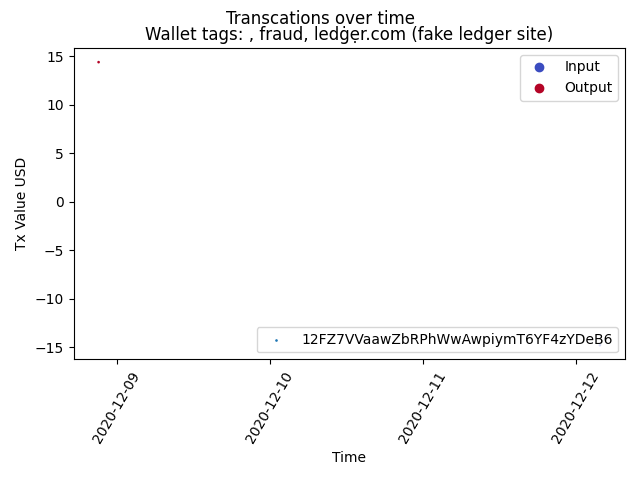 Transcations over time
Wallet tags: , fraud, ledġer.com (fake ledger site)
Input
Output
Tx Value USD
15
10
5
0
−5
−10
−15
12FZ7VVaawZbRPhWwAwpiymT6YF4zYDeB6
2020-12-09
2020-12-10
2020-12-11
2020-12-12
Time